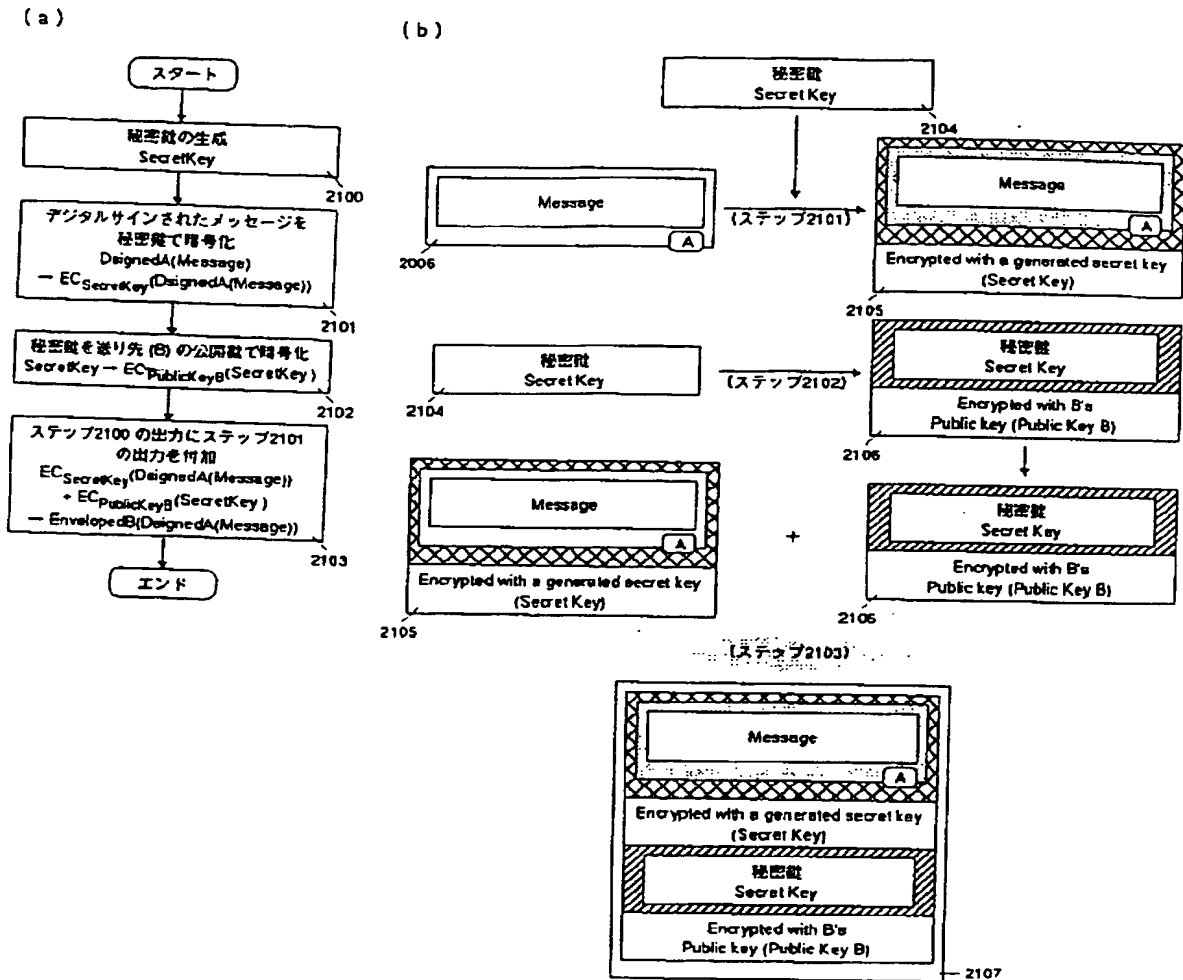 (a)
スタート
秘密鍵の生成
SecretKey
2100
デジタルサインされたメッセージを
秘密鍵で暗号化
DsignedA(Message)
→ ECSecretKey(DsignedA(Message))
2101
秘密鍵を送り先 (B) の公開鍵で暗号化
SecretKey → ECPublicKeyB(SecretKey)
2102
ステップ2100 の出力にステップ2101
の出力を付加
ECSecretKey(DsignedA(Message))
+ ECPublicKeyB(SecretKey)
→ EnvelopedB(DsignedA(Message))
2103
エンド
(b)
秘密鍵
Secret Key
2104
Message
A
2006
(ステップ2101)
Message
A
Encrypted with a generated secret key
(Secret Key)
2105
秘密鍵
Secret Key
2104
(ステップ2102)
秘密鍵
Secret Key
Encrypted with B's
Public key (Public Key B)
2106
Message
A
Encrypted with a generated secret key
(Secret Key)
2105
+
秘密鍵
Secret Key
Encrypted with B's
Public key (Public Key B)
2106
(ステップ2103)
Message
A
Encrypted with a generated secret key
(Secret Key)
秘密鍵
Secret Key
Encrypted with B's
Public key (Public Key B)
2107